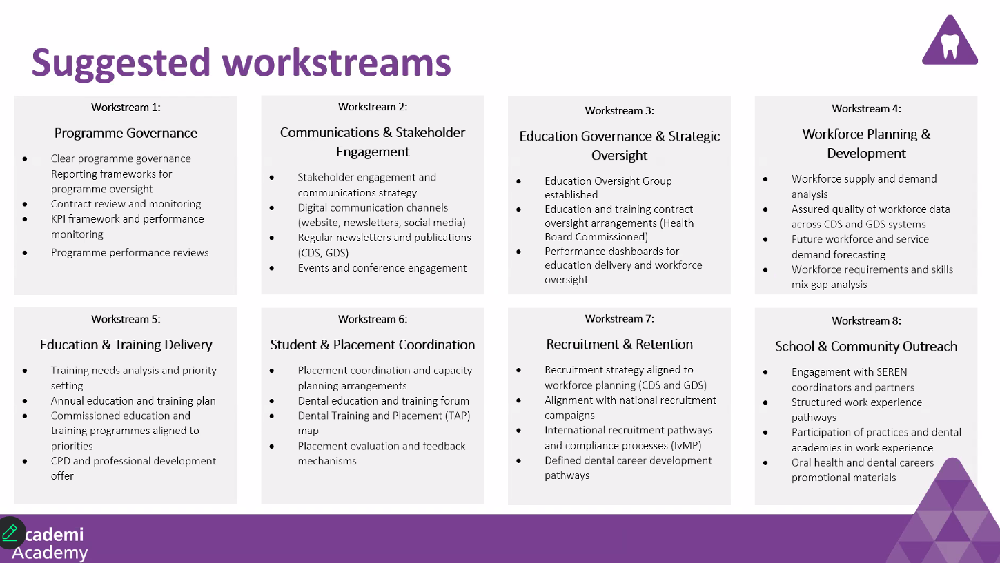 Suggested workstreams
Workstream 1:
Programme Governance
Clear programme governance
Reporting frameworks for
programme oversight
Contract review and monitoring
KPI framework and performance
monitoring
Programme performance reviews
Workstream 2:
Communications & Stakeholder
Engagement
Stakeholder engagement and
communications strategy
Digital communication channels
(website, newsletters, social media)
Regular newsletters and publications
(CDS, GDS)
Events and conference engagement
Workstream 3:
Education Governance & Strategic
Oversight
Education Oversight Group
established
Education and training contract
oversight arrangements (Health
Board Commissioned)
Performance dashboards for
education delivery and workforce
oversight
Workstream 4:
Workforce Planning &
Development
Workforce supply and demand
analysis
Assured quality of workforce data
across CDS and GDS systems
Future workforce and service
demand forecasting
Workforce requirements and skills
mix gap analysis
Workstream 5:
Education & Training Delivery
Training needs analysis and priority
setting
Annual education and training plan
Commissioned education and
training programmes aligned to
priorities
CPD and professional development
offer
Workstream 6:
Student & Placement Coordination
Placement coordination and capacity
planning arrangements
Dental education and training forum
Dental Training and Placement (TAP)
map
Placement evaluation and feedback
mechanisms
Workstream 7:
Recruitment & Retention
Recruitment strategy aligned to
workforce planning (CDS and GDS)
Alignment with national recruitment
campaigns
International recruitment pathways
and compliance processes (IvMP)
Defined dental career development
pathways
Workstream 8:
School & Community Outreach
Engagement with SEREN
coordinators and partners
Structured work experience
pathways
Participation of practices and dental
academies in work experience
Oral health and dental careers
promotional materials
cademi
Academy